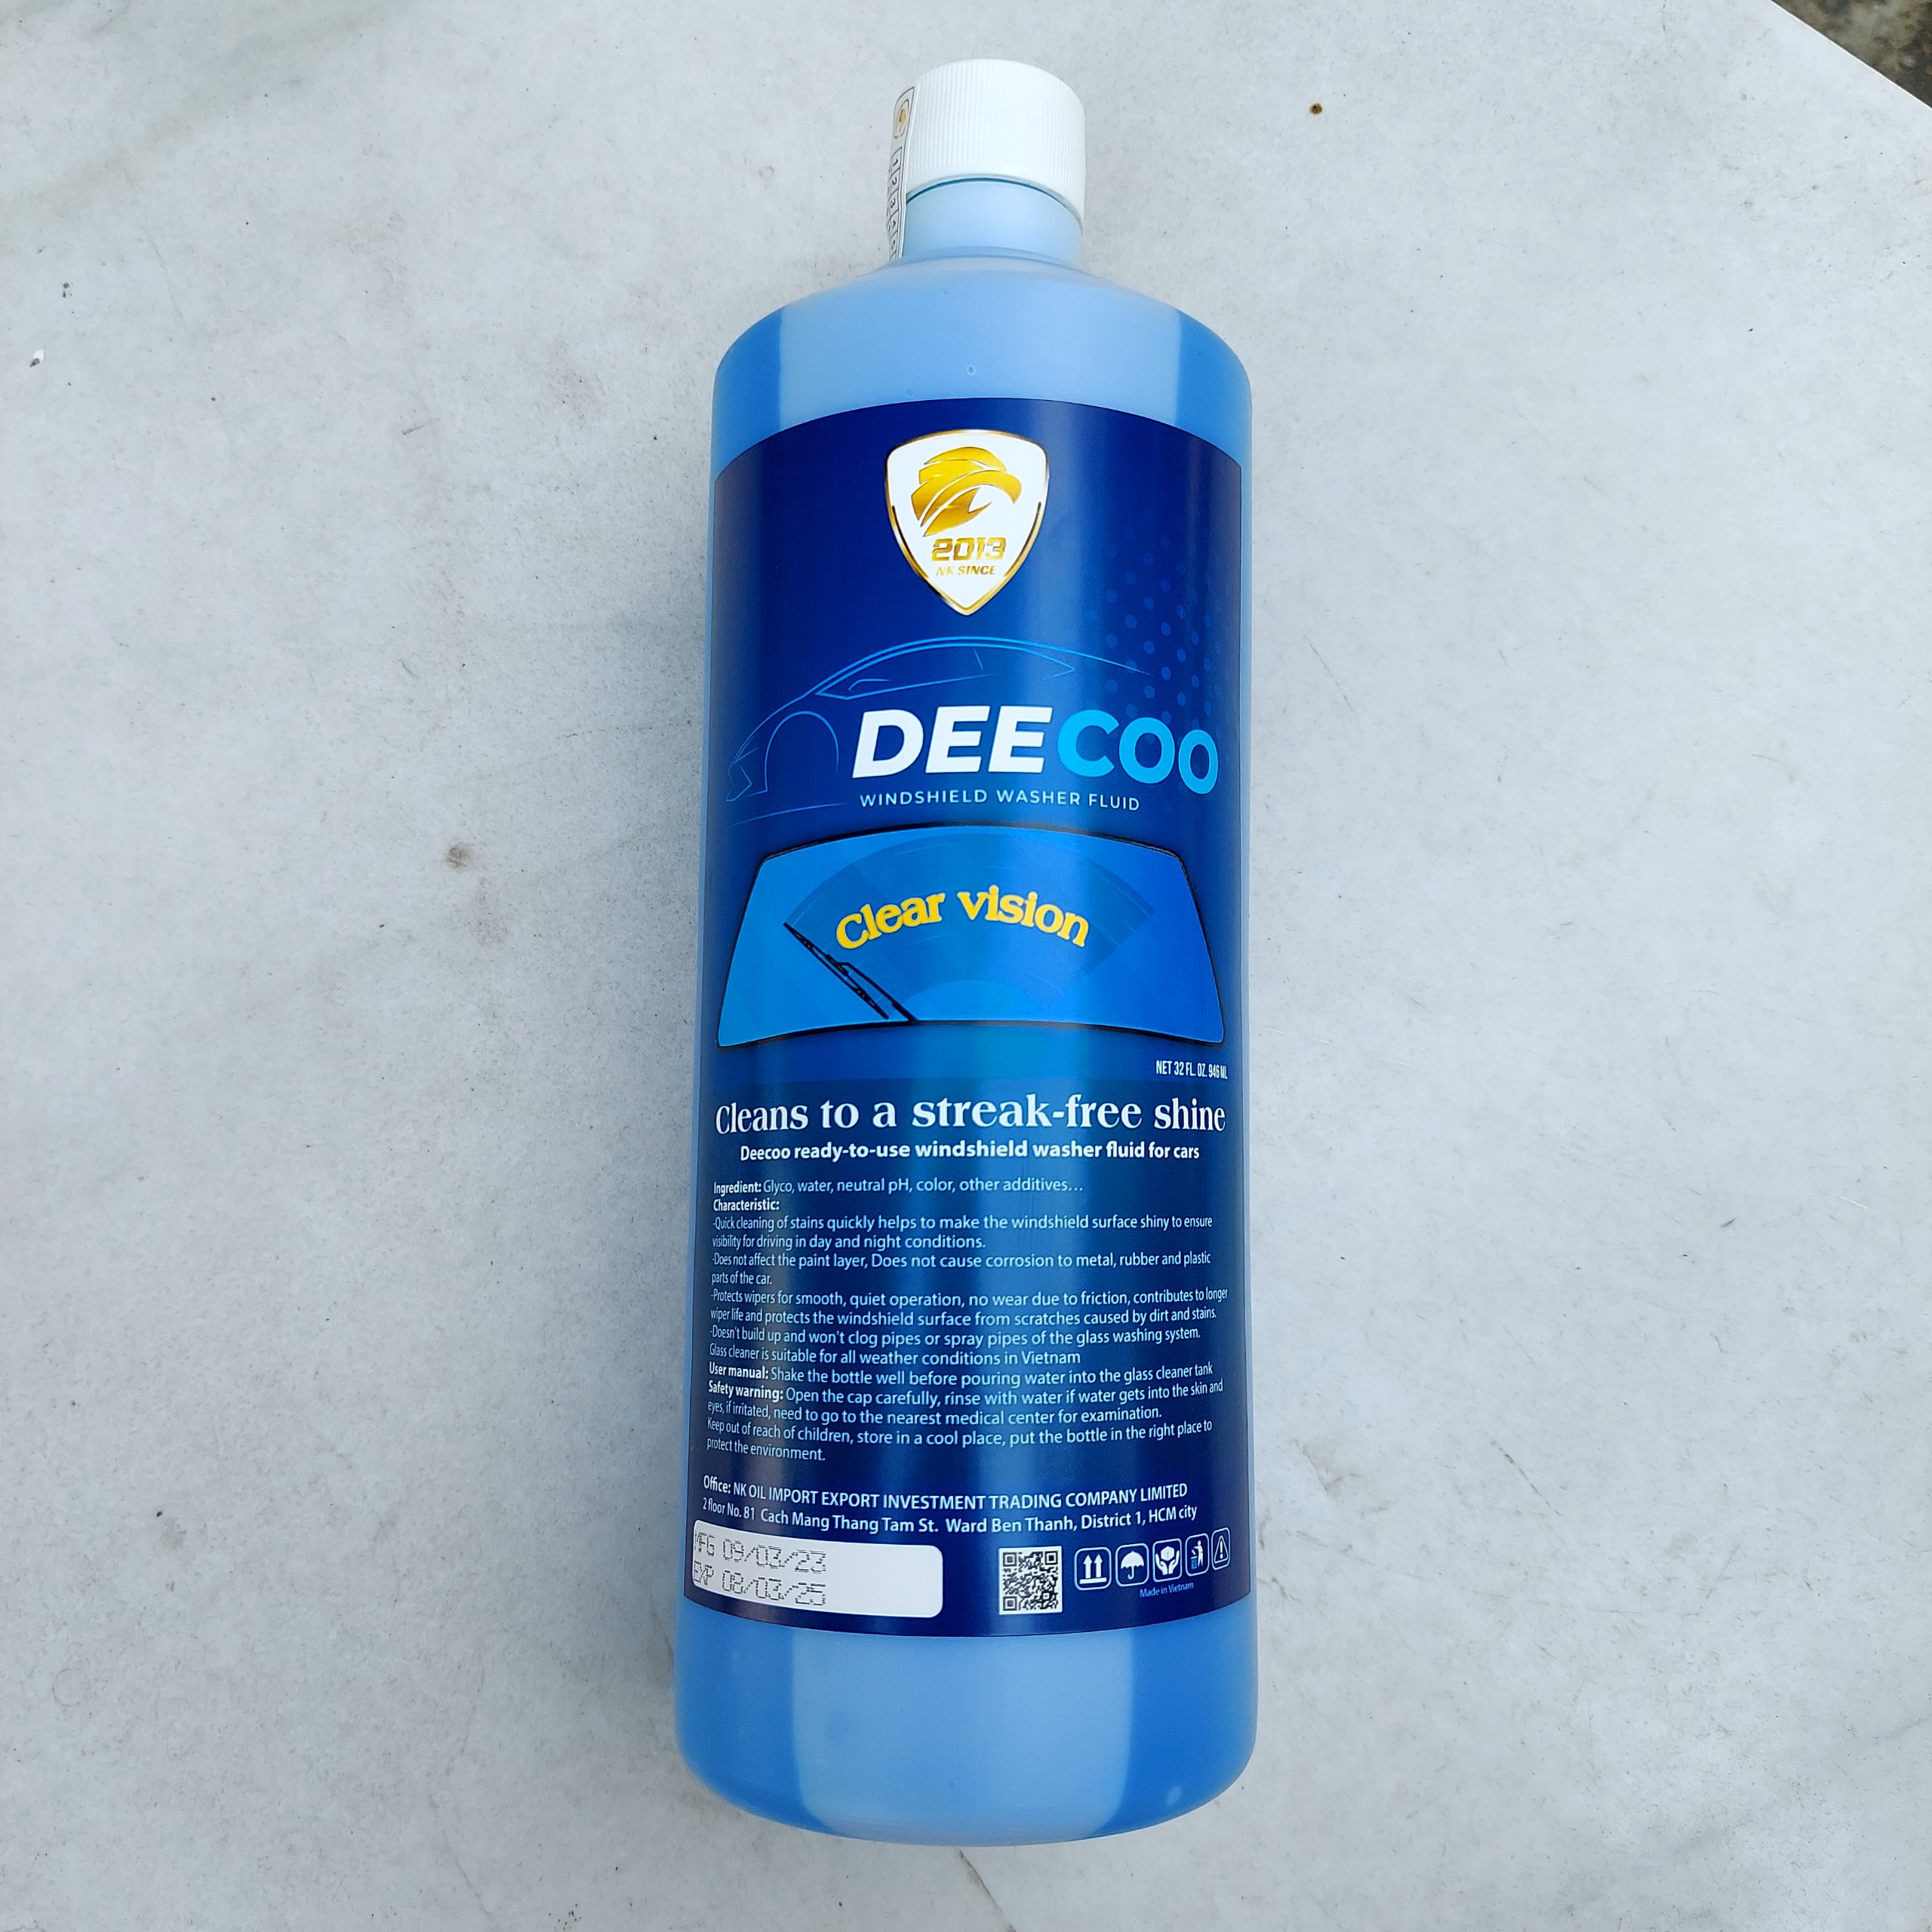 2013
NK SINCE
DEECOO
WINDSHIELD WASHER FLUID
Clear vision
NET 32 FL. OZ. 946 ML
Cleans to a streak-free shine
Deecoo ready-to-use windshield washer fluid for cars
Ingredient: Glyco, water, neutral pH, color, other additives...
Characteristic:
-Quick cleaning of stains quickly helps to make the windshield surface shiny to ensure
visibility for driving in day and night conditions.
-Does not affect the paint layer, Does not cause corrosion to metal, rubber and plastic
parts of the car.
-Protects wipers for smooth, quiet operation, no wear due to friction, contributes to longer
wiper life and protects the windshield surface from scratches caused by dirt and stains.
-Doesn't build up and won't clog pipes or spray pipes of the glass washing system.
Glass cleaner is suitable for all weather conditions in Vietnam
User manual: Shake the bottle well before pouring water into the glass cleaner tank
Safety warning: Open the cap carefully, rinse with water if water gets into the skin and
eyes, if irritated, need to go to the nearest medical center for examination.
Keep out of reach of children, store in a cool place, put the bottle in the right place to
protect the environment.
Office: NK OIL IMPORT EXPORT INVESTMENT TRADING COMPANY LIMITED
2 floor No. 81 Cach Mang Thang Tam St. Ward Ben Thanh, District 1, HCM city
MFG 09/03/23
EXP 08/03/25
Made in Vietnam